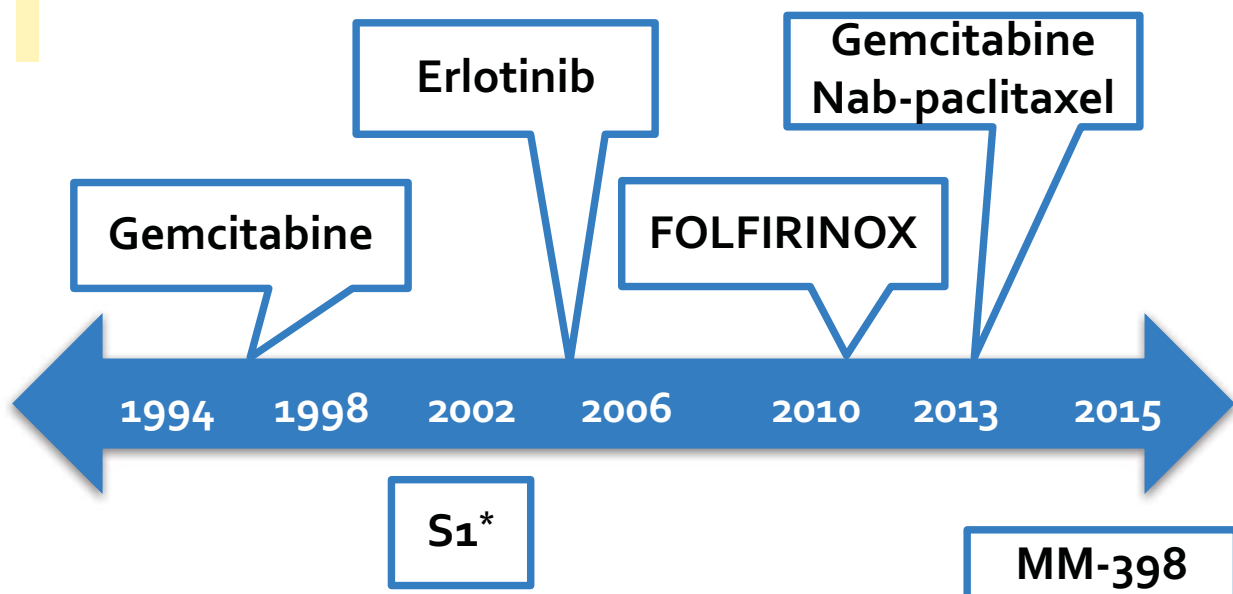 Erlotinib
Gemcitabine
Nab-paclitaxel
Gemcitabine
FOLFIRINOX
1994 1998 2002 2006 2010 2013 2015
S1*
MM-398